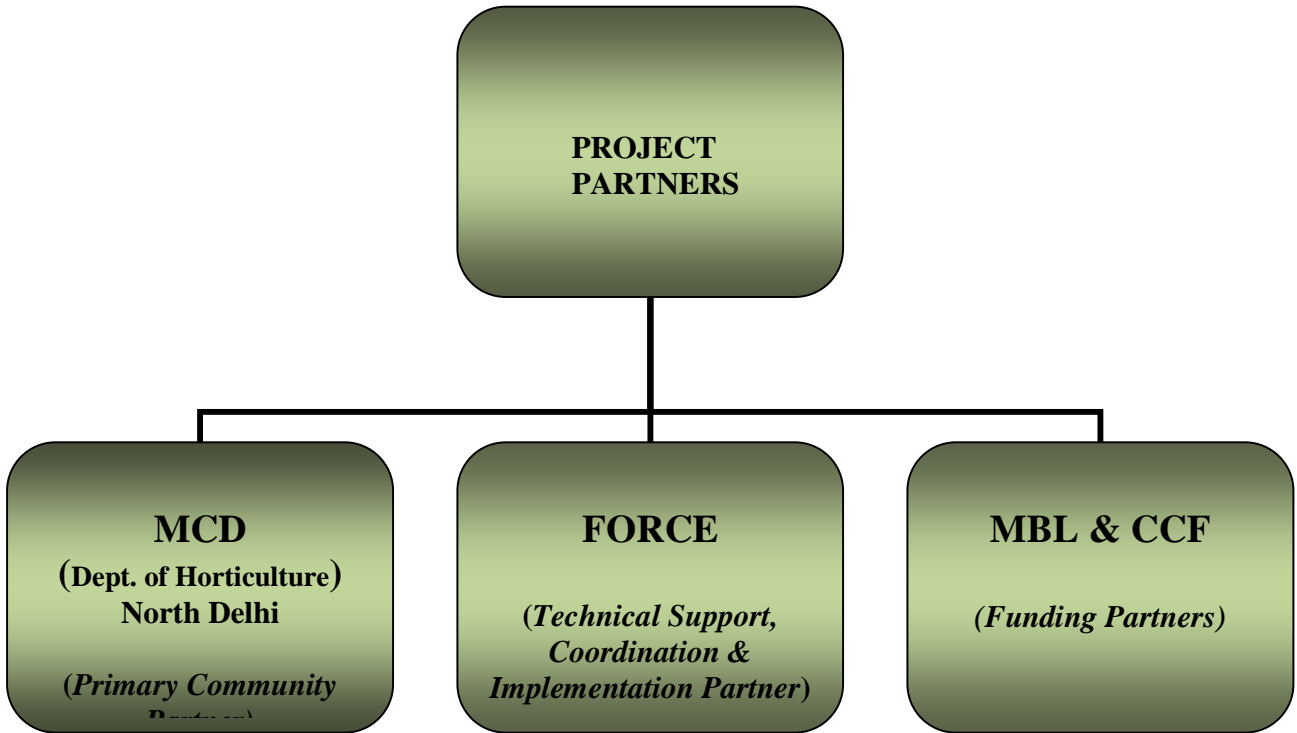 PROJECT
PARTNERS
MCD
(Dept. of Horticulture)
North Delhi
(Primary Community
Partner)
FORCE
(Technical Support,
Coordination &
Implementation Partner)
MBL & CCF
(Funding Partners)